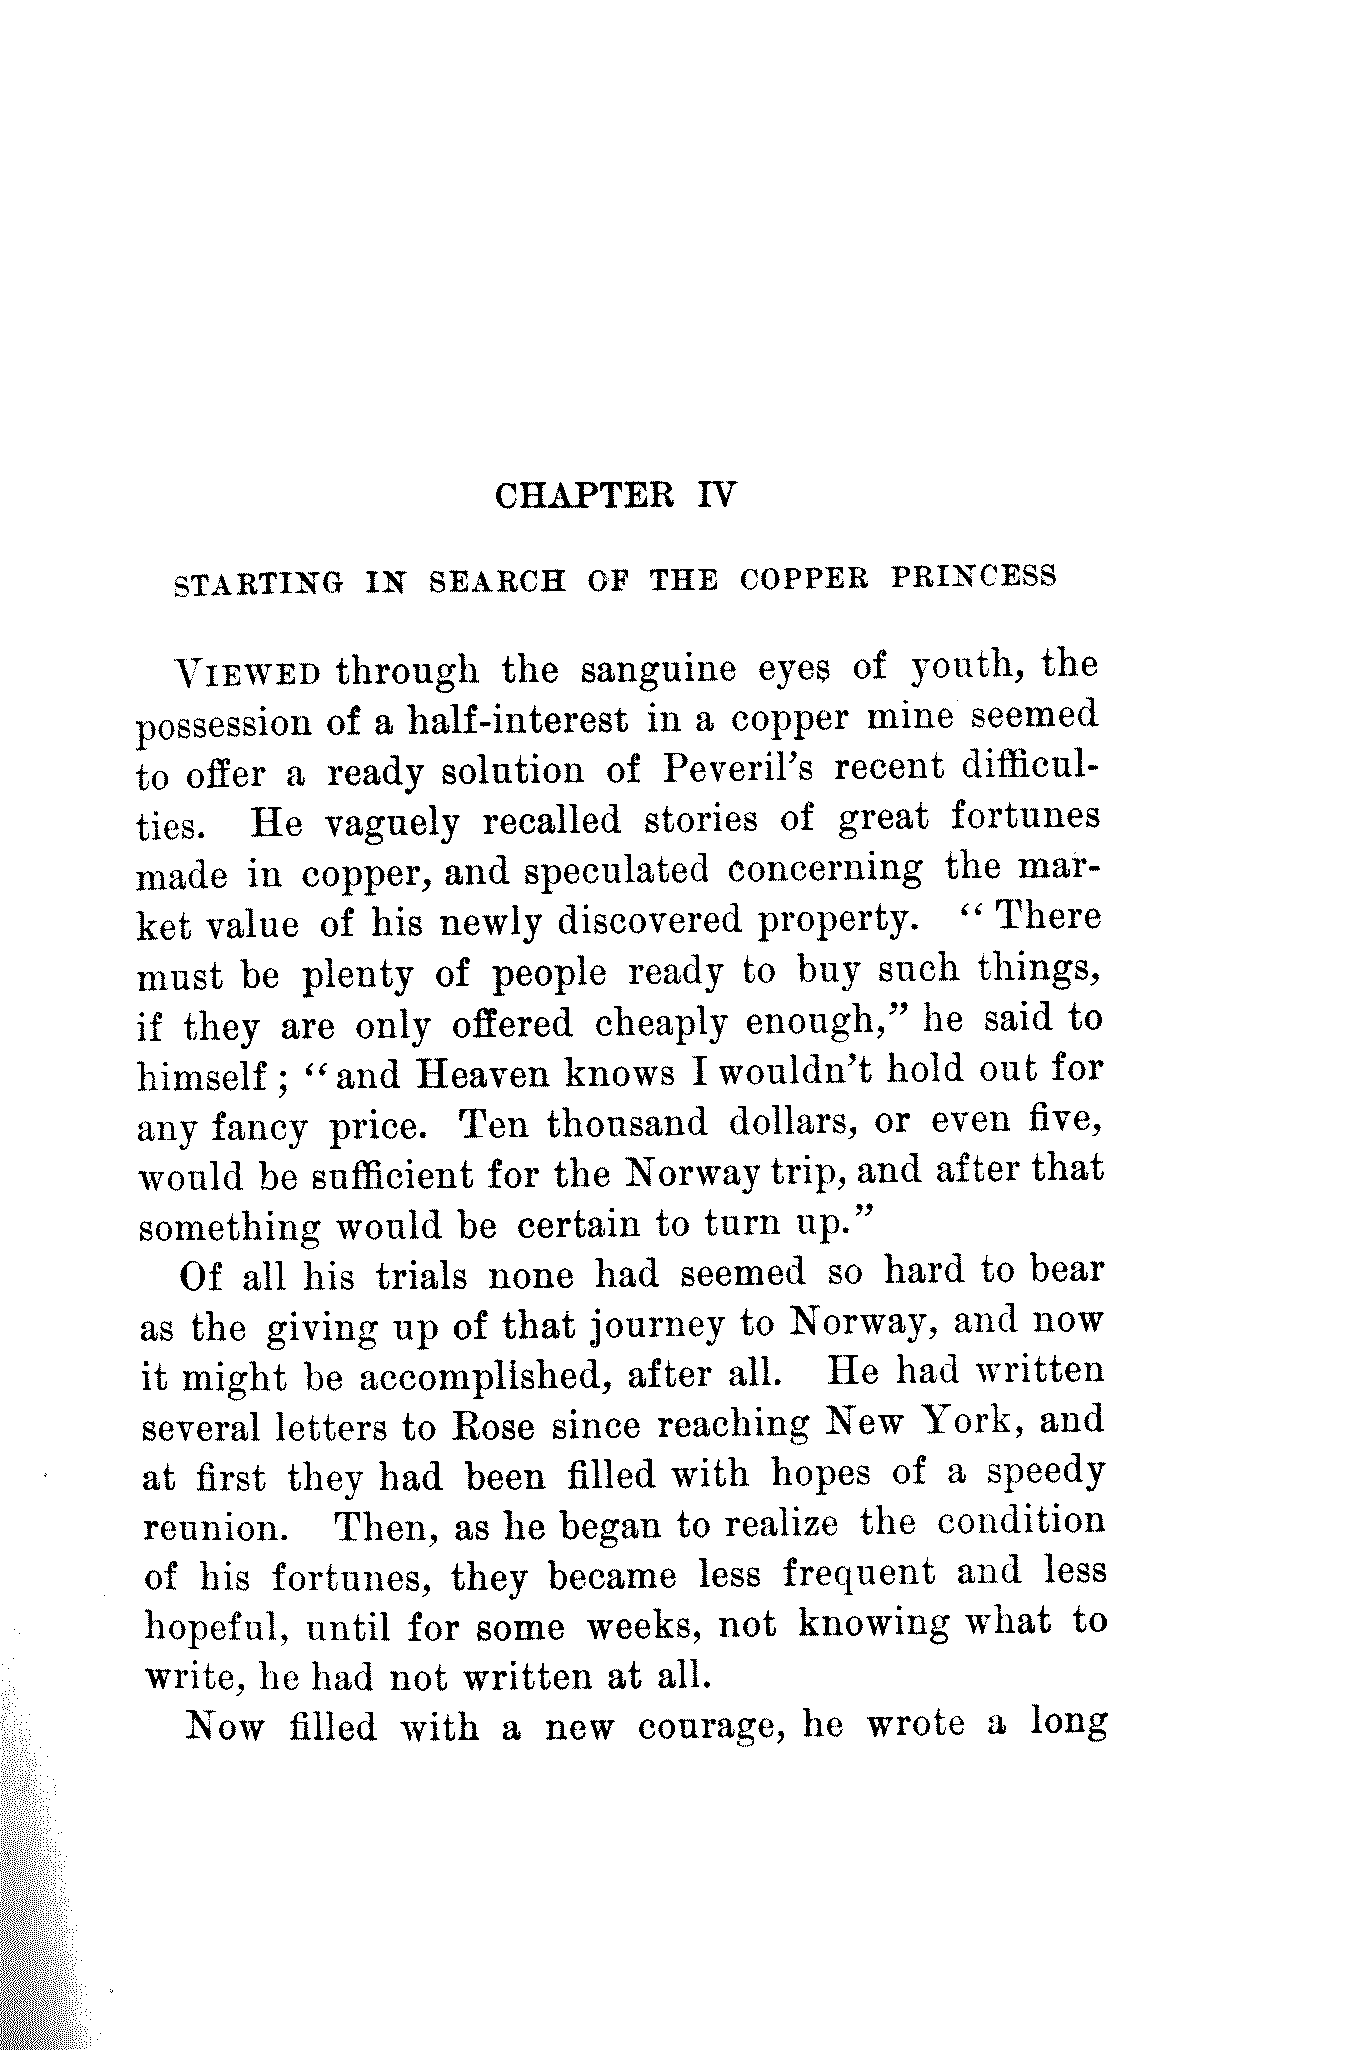 CHAPTER IV
STARTING IN SEARCH OF THE COPPER PRINCESS
VIEWED through the sanguine eyes of youth, the
possession of a half-interest in a copper mine seemed
to offer a ready solution of Peveril's recent difficul-
ties. He vaguely recalled stories of great fortunes
made in copper, and speculated concerning the mar-
ket value of his newly discovered property. “There
must be plenty of people ready to buy such things,
if they are only offered cheaply enough,” he said to
himself; “and Heaven knows I wouldn't hold out for
any fancy price. Ten thousand dollars, or even five,
would be sufficient for the Norway trip, and after that
something would be certain to turn up.”
Of all his trials none had seemed so hard to bear
as the giving up of that journey to Norway, and now
it might be accomplished, after all. He had written
several letters to Rose since reaching New York, and
at first they had been filled with hopes of a speedy
reunion. Then, as he began to realize the condition
of his fortunes, they became less frequent and less
hopeful, until for some weeks, not knowing what to
write, he had not written at all.
Now filled with a new courage, he wrote a long